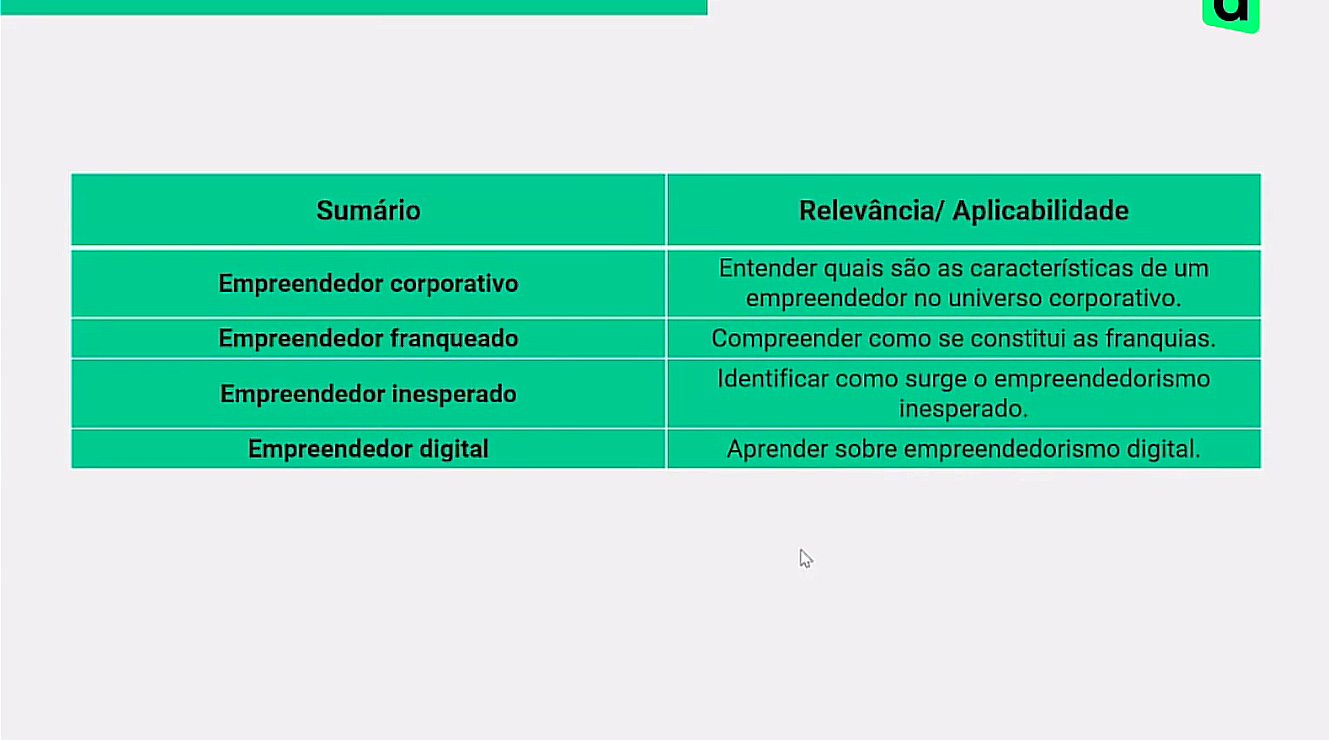 d
Sumário
Relevância/ Aplicabilidade
Empreendedor corporativo
Entender quais são as características de um
empreendedor no universo corporativo.
Empreendedor franqueado
Compreender como se constitui as franquias.
Empreendedor inesperado
Identificar como surge o empreendedorismo
inesperado.
Empreendedor digital
Aprender sobre empreendedorismo digital.